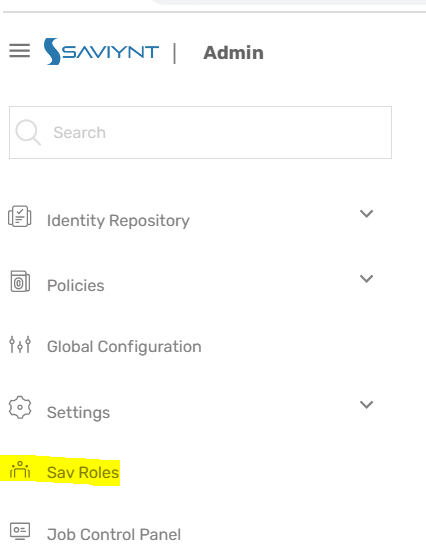 SAVIYNT | Admin
Search
Identity Repository
Policies
Global Configuration
Settings
Sav Roles
Job Control Panel